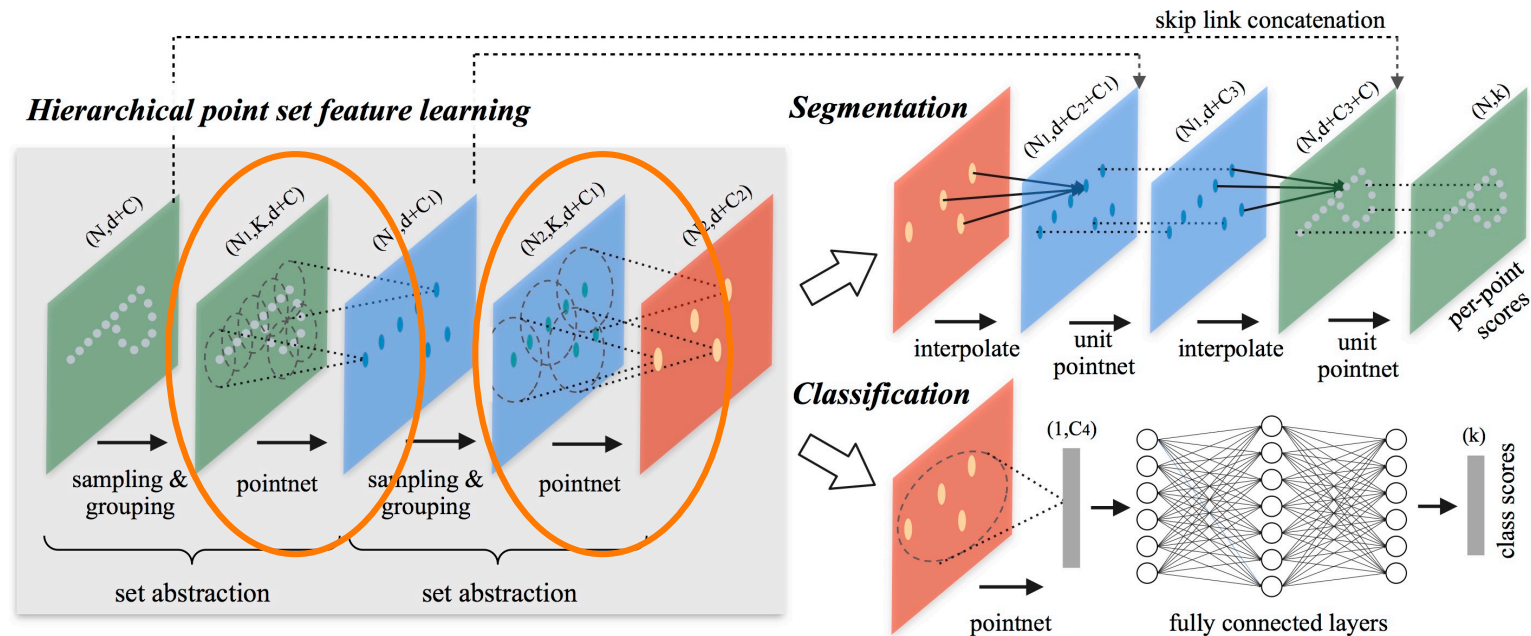 skip link concatenation
Hierarchical point set feature learning
(N,d+C)
(N1,K,d+C)
(N1,d+C1)
(N2,K,d+C1)
(N2,d+C2)
sampling &
grouping
pointnet
sampling &
grouping
pointnet
set abstraction
set abstraction
Segmentation
(N1,d+C2+C1)
(N1,d+C3)
(N,d+C3+C)
(N,k)
interpolate
unit
pointnet
interpolate
unit
pointnet
per-point
scores
Classification
(1,C4)
(k)
class scores
pointnet
fully connected layers